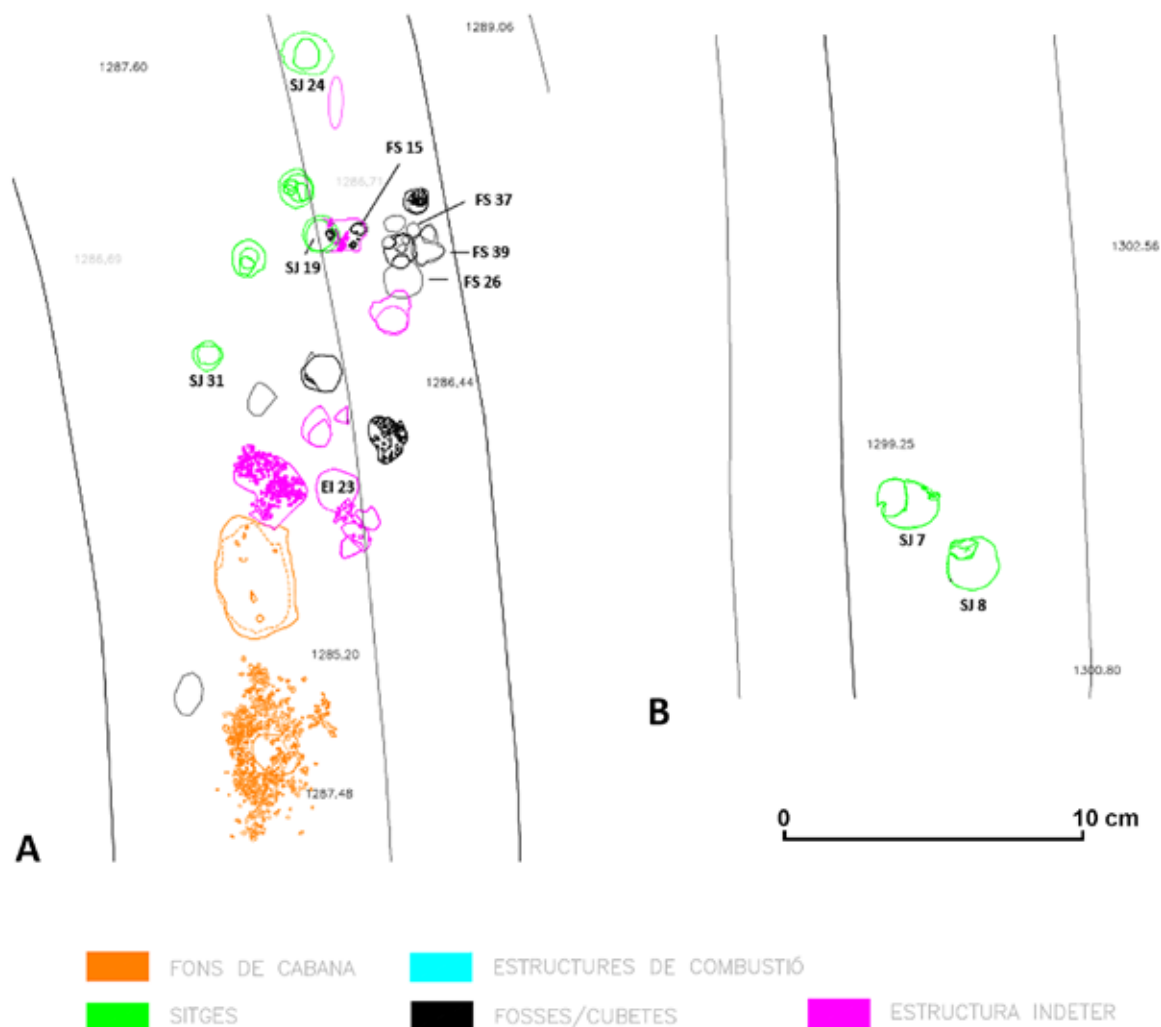 1289.06
1287.60
SJ 24
FS 15
1286,71
FS 37
1302.56
1286,69
SJ 19
FS 39
FS 26
SJ 31
1286,44
1299.25
EI 23
SJ 7
SJ 8
1285.20
1300.80
B
1287,48
0 10 cm
A
FONS DE CABANA
ESTRUCTURES DE COMBUSTIÓ
SITGES
FOSSES/CUBETES
ESTRUCTURA INDETER